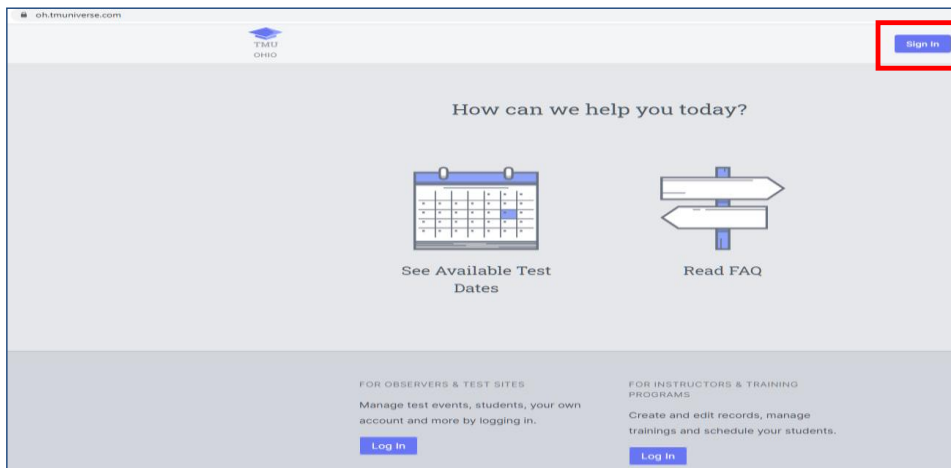 oh.tmuniverse.com
TMU
OHIO
Sign In
How can we help you today?
See Available Test
Dates
Read FAQ
FOR OBSERVERS & TEST SITES
Manage test events, students, your own
account and more by logging in.
Log In
FOR INSTRUCTORS & TRAINING
PROGRAMS
Create and edit records, manage
trainings and schedule your students.
Log In